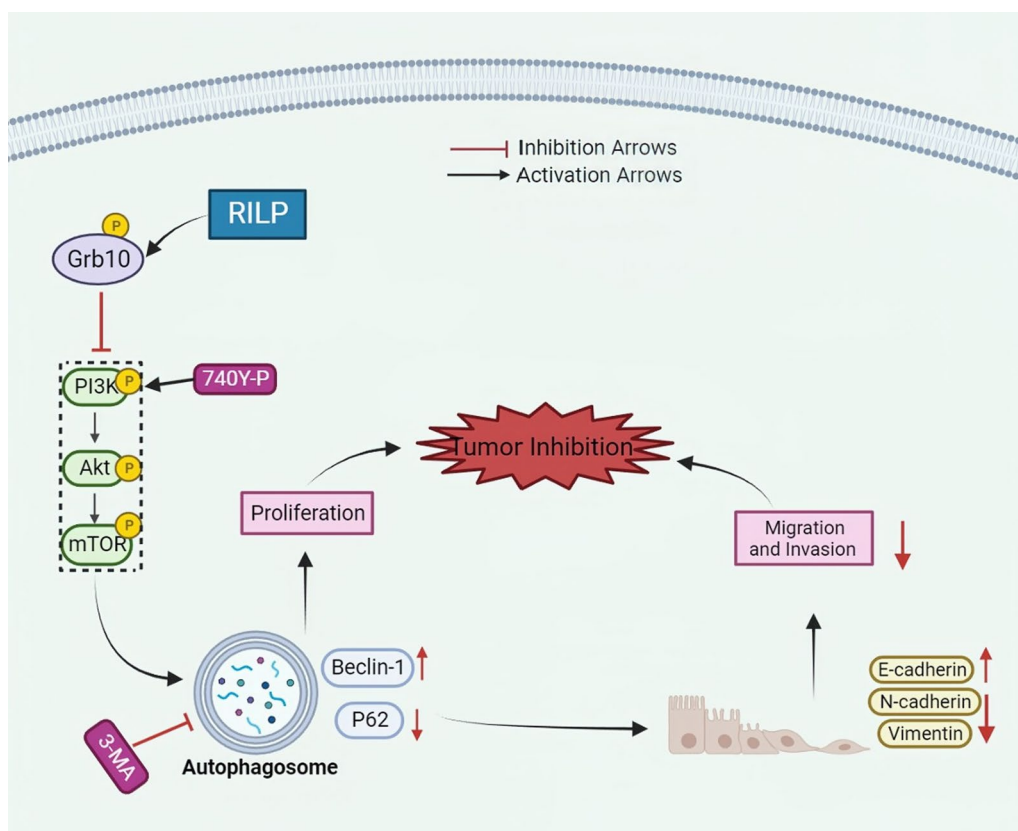 Inhibition Arrows
Activation Arrows
RILP
P
Grb10
PI3K
P
740Y-P
Akt
P
P
mTOR
Tumor Inhibition
Proliferation
Migration
and Invasion
Beclin-1
P62
3-MA
Autophagosome
E-cadherin
N-cadherin
Vimentin